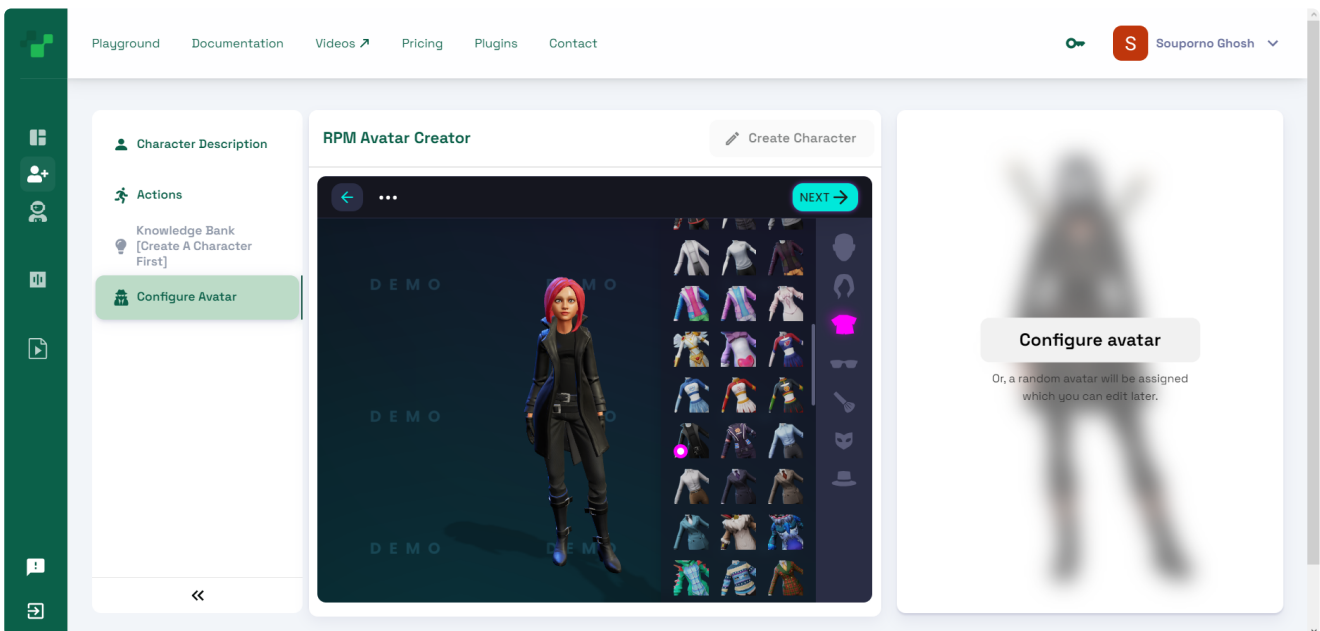 Playground Documentation Videos ↗ Pricing Plugins Contact
S Souporno Ghosh
Character Description
Actions
Knowledge Bank
[Create A Character
First]
Configure Avatar
RPM Avatar Creator
Create Character
NEXT →
DEMO DEMO
DEMO DEMO
DEMO DEMO
Configure avatar
Or, a random avatar will be assigned
which you can edit later.